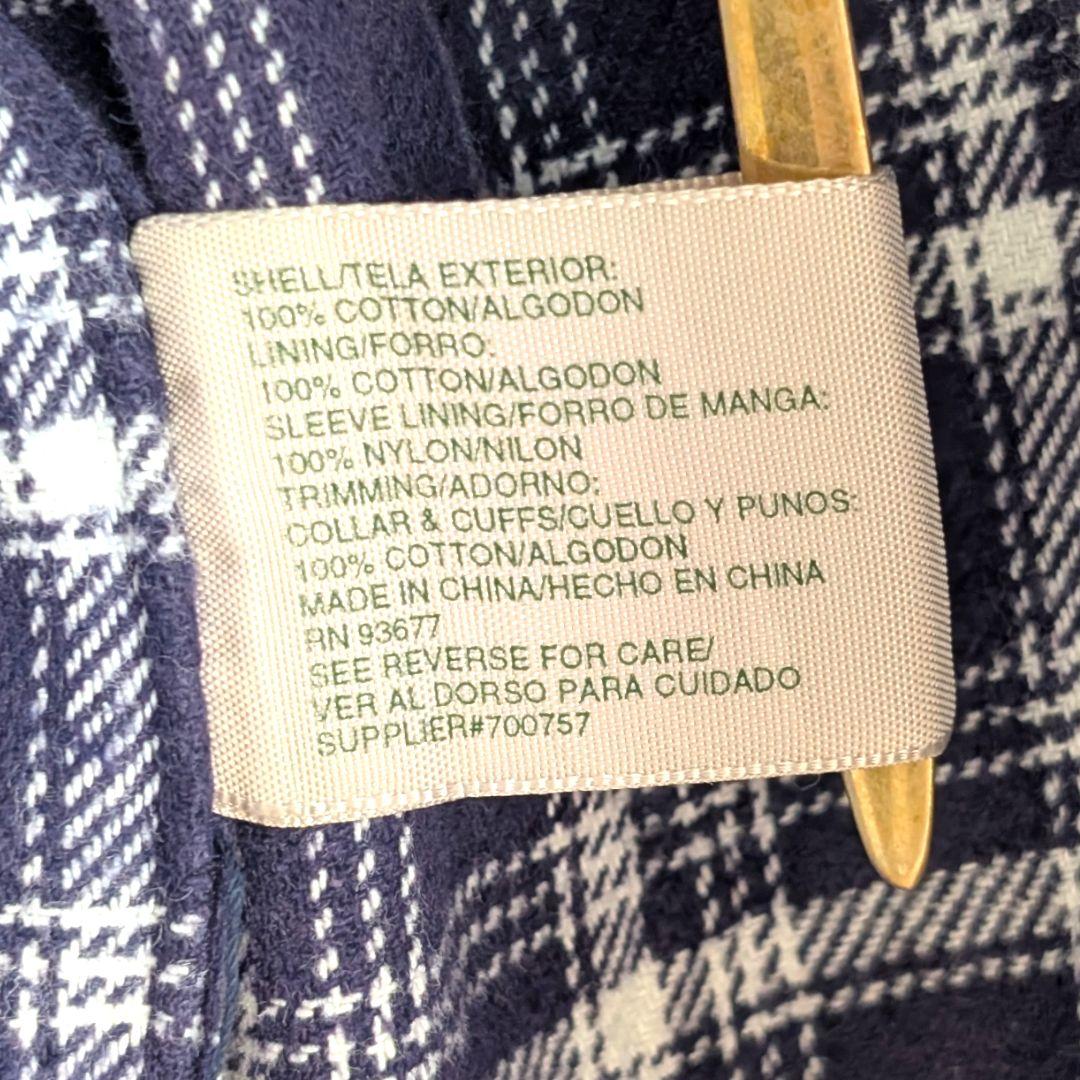 SHELL/TELA EXTERIOR:
100% COTTON/ALGODON
LINING/FORRO:
100% COTTON/ALGODON
SLEEVE LINING/FORRO DE MANGA:
100% NYLON/NILON
TRIMMING/ADORNO:
COLLAR & CUFFS/CUELLO Y PUNOS:
100% COTTON/ALGODON
MADE IN CHINA/HECHO EN CHINA
RN 93677
SEE REVERSE FOR CARE/
VER AL DORSO PARA CUIDADO
SUPPLIER#700757